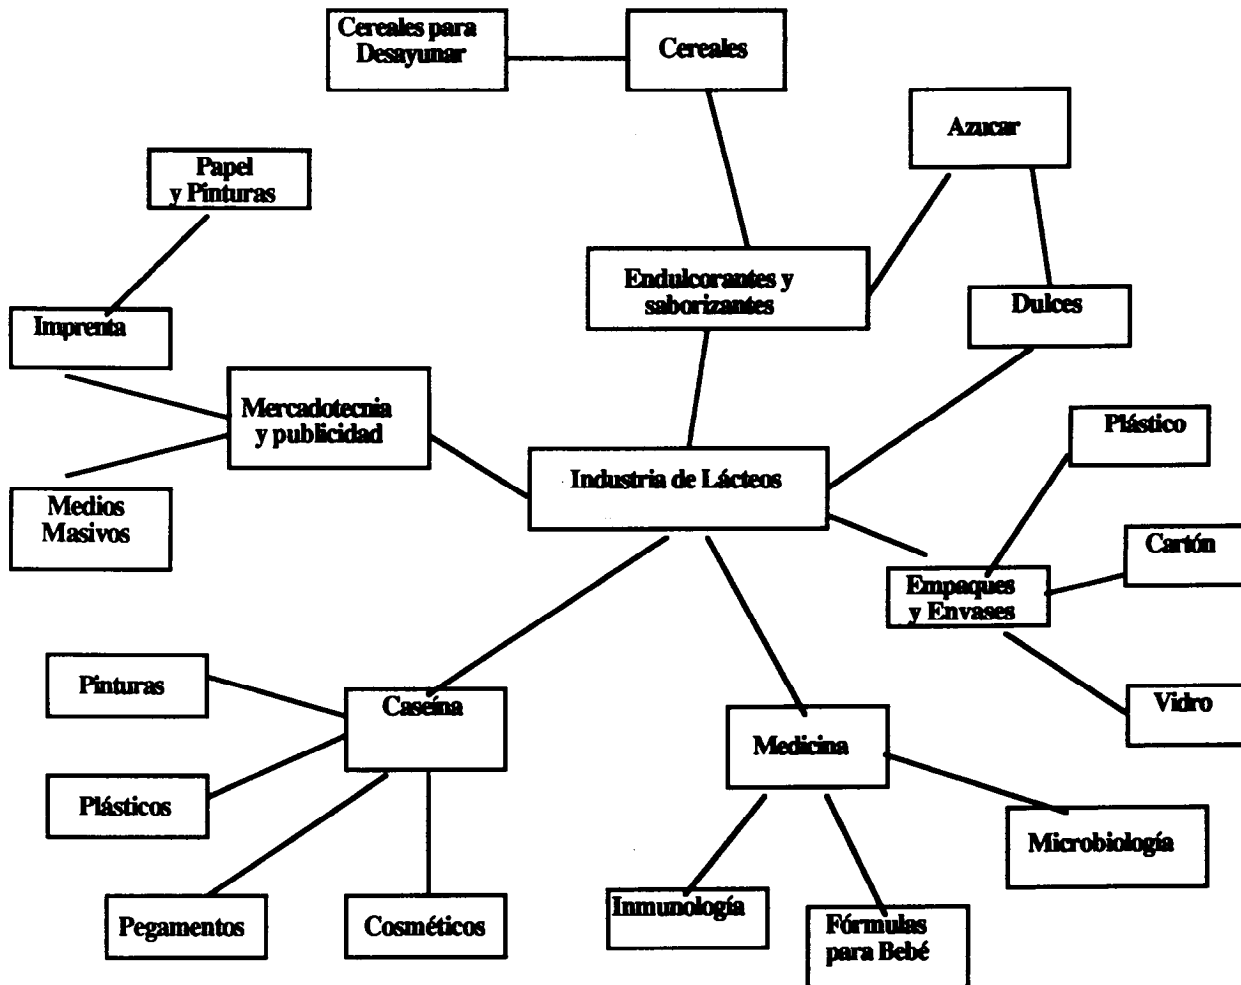 Cereales para
Desayunar
Cereales
Azucar
Papel
y Pinturas
Endulcorantes y
saborizantes
Dulces
Imprenta
Mercadotecnia
y publicidad
Plástico
Industria de Lácteos
Medios
Masivos
Cartón
Empaques
y Envases
Pinturas
Caseína
Vidro
Medicina
Plásticos
Microbiología
Pegamentos
Cosméticos
Inmunología
Fórmulas
para Bebé